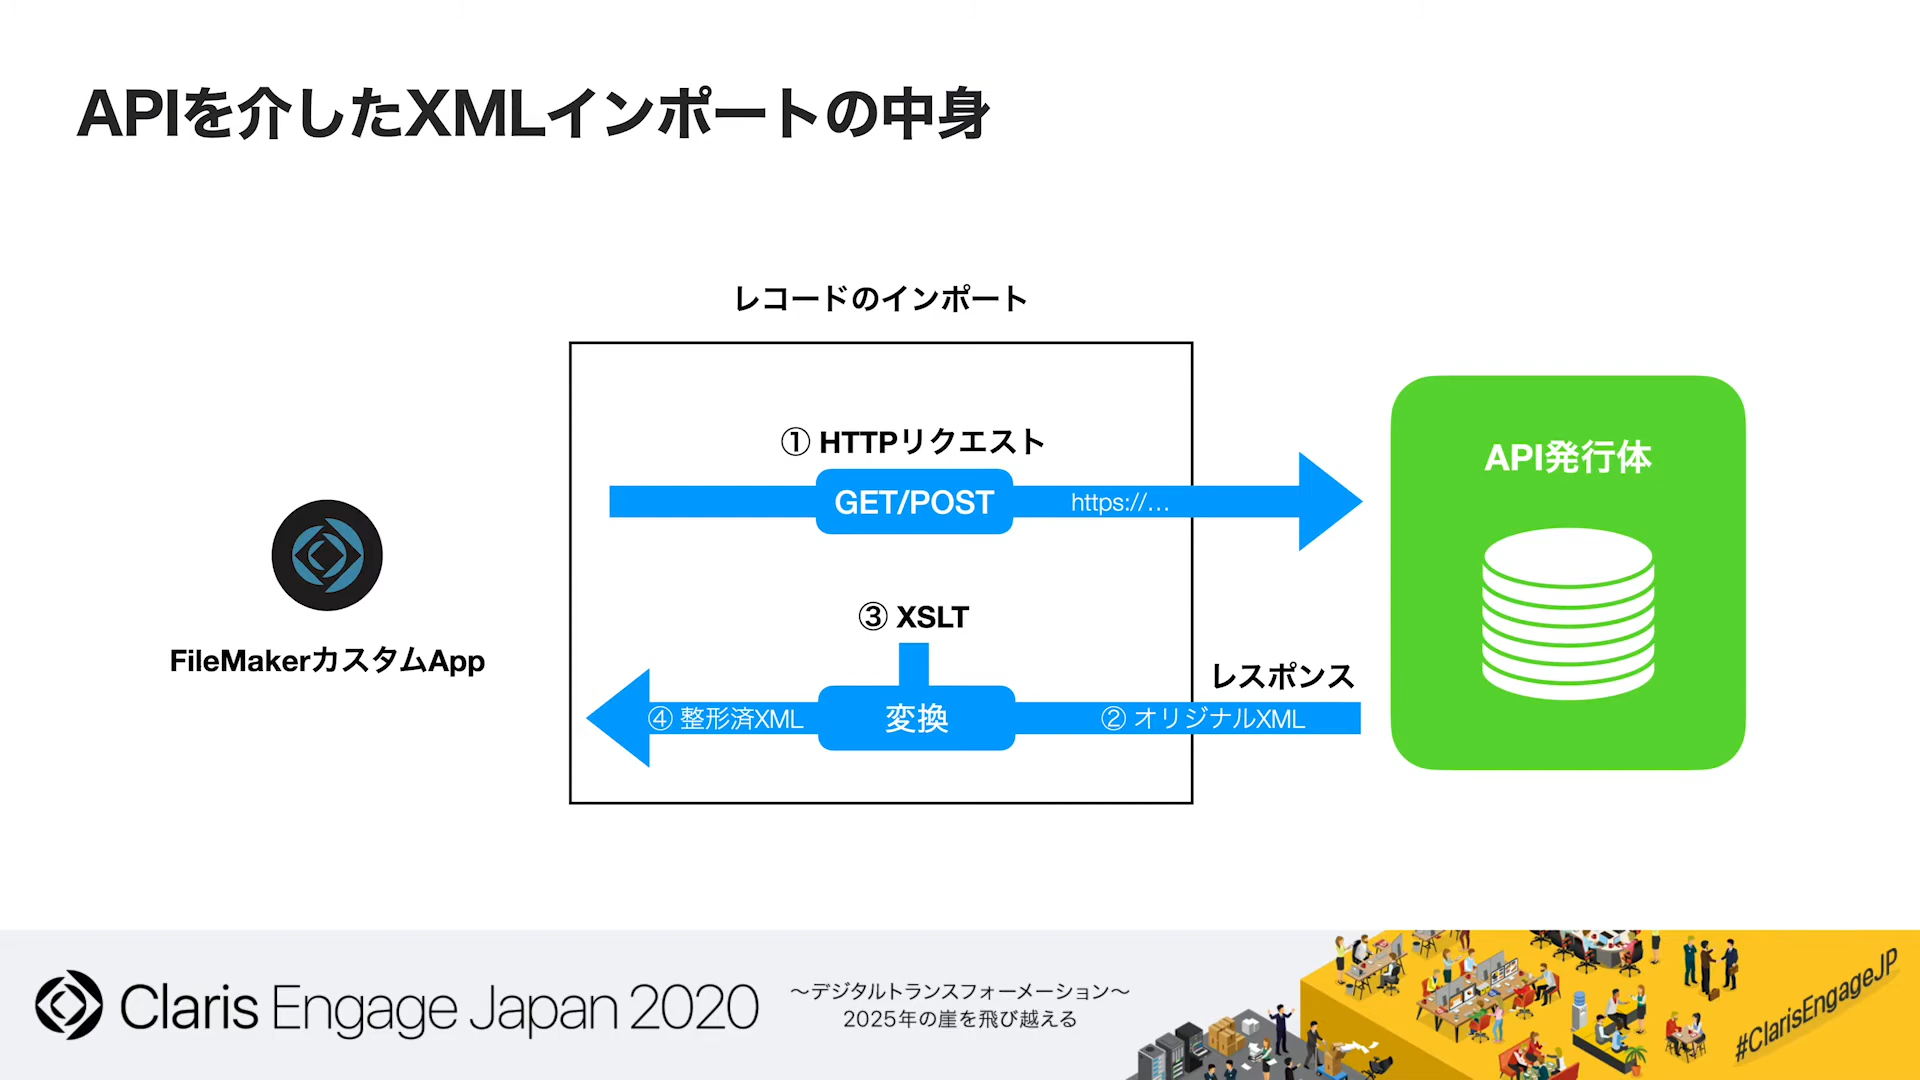 APIを介したXMLインポートの中身
レコードのインポート
① HTTPリクエスト
GET/POST
https://…
API発行体
FileMakerカスタムApp
③ XSLT
レスポンス
④ 整形済XML
変換
② オリジナルXML
Claris Engage Japan 2020
〜デジタルトランスフォーメーション〜
2025年の崖を飛び越える
#ClarisEngageJP